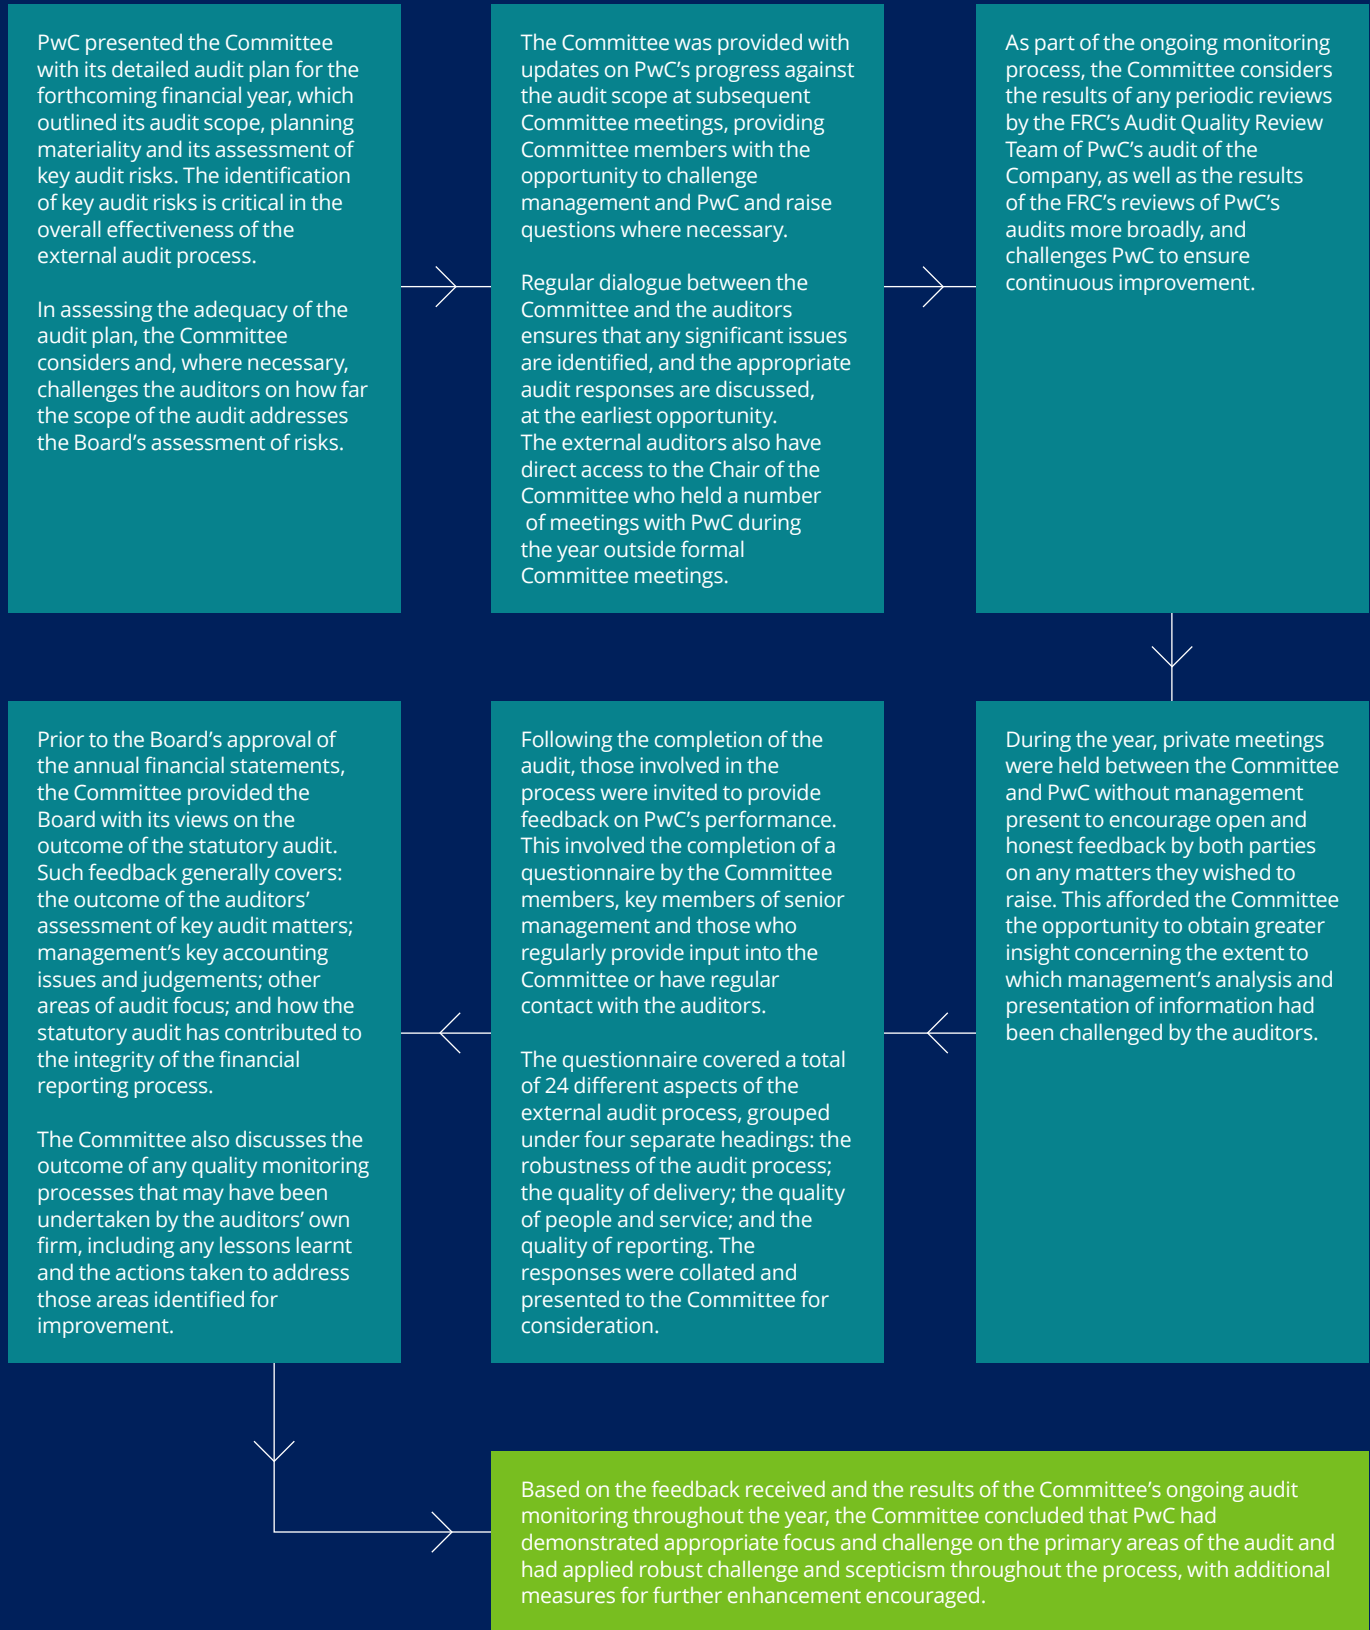 PwC presented the Committee
with its detailed audit plan for the
forthcoming financial year, which
outlined its audit scope, planning
materiality and its assessment of
key audit risks. The identification
of key audit risks is critical in the
overall effectiveness of the
external audit process.
In assessing the adequacy of the
audit plan, the Committee
considers and, where necessary,
challenges the auditors on how far
the scope of the audit addresses
the Board’s assessment of risks.
The Committee was provided with
updates on PwC’s progress against
the audit scope at subsequent
Committee meetings, providing
Committee members with the
opportunity to challenge
management and PwC and raise
questions where necessary.
Regular dialogue between the
Committee and the auditors
ensures that any significant issues
are identified, and the appropriate
audit responses are discussed,
at the earliest opportunity.
The external auditors also have
direct access to the Chair of the
Committee who held a number
of meetings with PwC during
the year outside formal
Committee meetings.
As part of the ongoing monitoring
process, the Committee considers
the results of any periodic reviews
by the FRC’s Audit Quality Review
Team of PwC’s audit of the
Company, as well as the results
of the FRC’s reviews of PwC’s
audits more broadly, and
challenges PwC to ensure
continuous improvement.
During the year, private meetings
were held between the Committee
and PwC without management
present to encourage open and
honest feedback by both parties
on any matters they wished to
raise. This afforded the Committee
the opportunity to obtain greater
insight concerning the extent to
which management’s analysis and
presentation of information had
been challenged by the auditors.
Following the completion of the
audit, those involved in the
process were invited to provide
feedback on PwC’s performance.
This involved the completion of a
questionnaire by the Committee
members, key members of senior
management and those who
regularly provide input into the
Committee or have regular
contact with the auditors.
The questionnaire covered a total
of 24 different aspects of the
external audit process, grouped
under four separate headings: the
robustness of the audit process;
the quality of delivery; the quality
of people and service; and the
quality of reporting. The
responses were collated and
presented to the Committee for
consideration.
Prior to the Board’s approval of
the annual financial statements,
the Committee provided the
Board with its views on the
outcome of the statutory audit.
Such feedback generally covers:
the outcome of the auditors’
assessment of key audit matters;
management’s key accounting
issues and judgements; other
areas of audit focus; and how the
statutory audit has contributed to
the integrity of the financial
reporting process.
The Committee also discusses the
outcome of any quality monitoring
processes that may have been
undertaken by the auditors’ own
firm, including any lessons learnt
and the actions taken to address
those areas identified for
improvement.
Based on the feedback received and the results of the Committee’s ongoing audit
monitoring throughout the year, the Committee concluded that PwC had
demonstrated appropriate focus and challenge on the primary areas of the audit and
had applied robust challenge and scepticism throughout the process, with additional
measures for further enhancement encouraged.